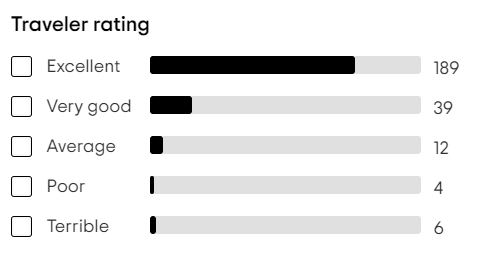 Traveler rating
Excellent 189
Very good 39
Average 12
Poor 4
Terrible 6